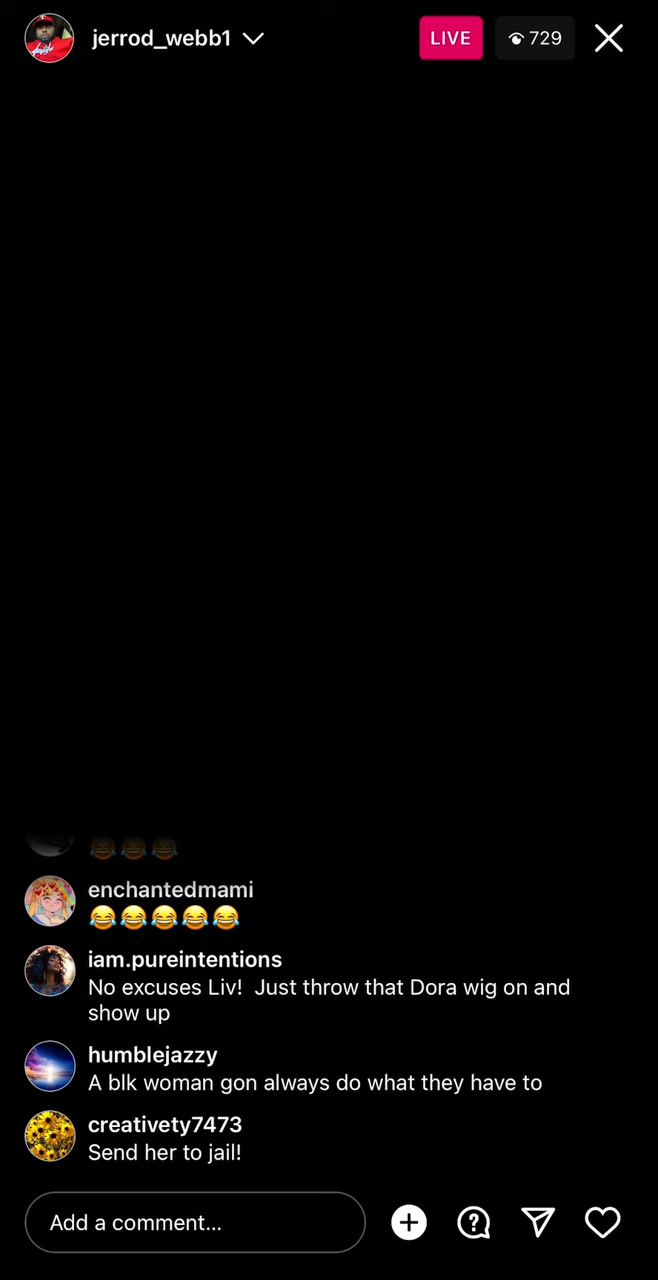 jerrod_webb1
LIVE
729
😂😂😂
enchantedmami
😂😂😂😂😂
iam.pureintentions
No excuses Liv!  Just throw that Dora wig on and
show up
humblejazzy
A blk woman gon always do what they have to
creativety7473
Send her to jail!
Add a comment...